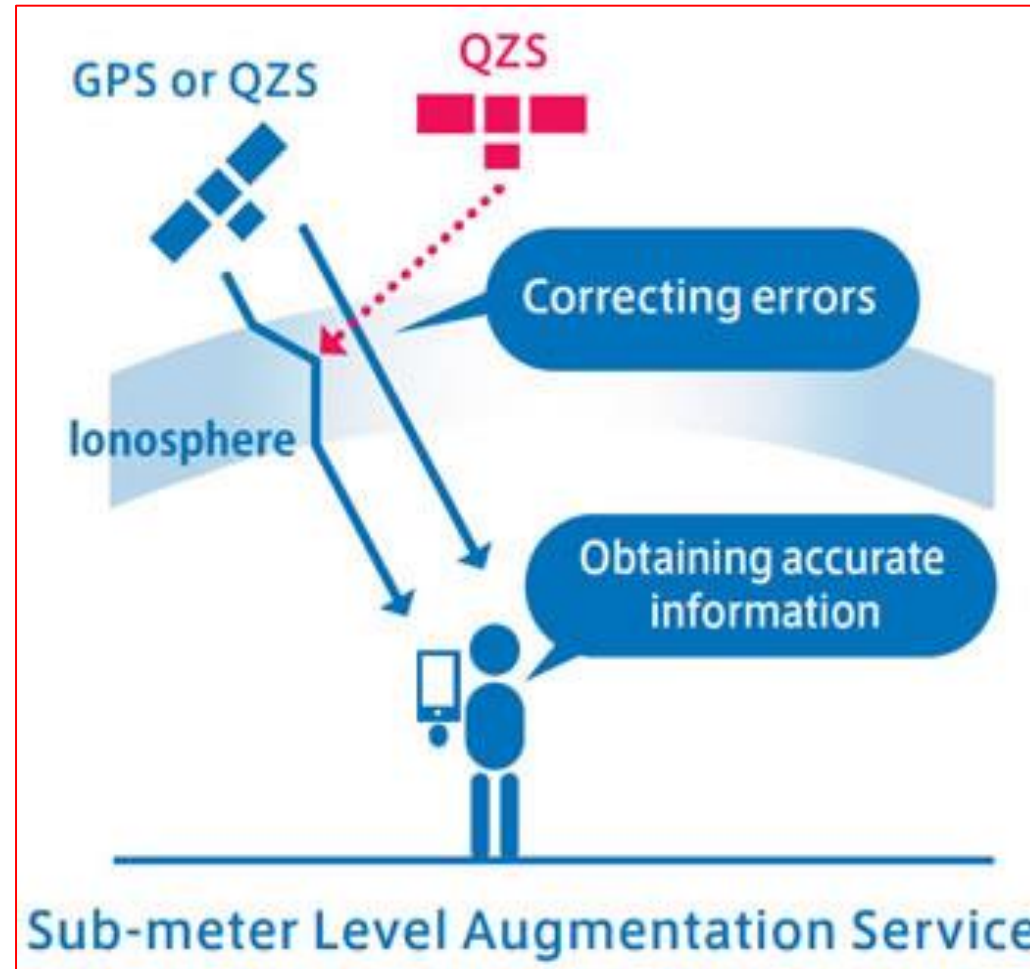 QZS
GPS or QZS
Correcting errors
Ionosphere
Obtaining accurate
information
Sub-meter Level Augmentation Service